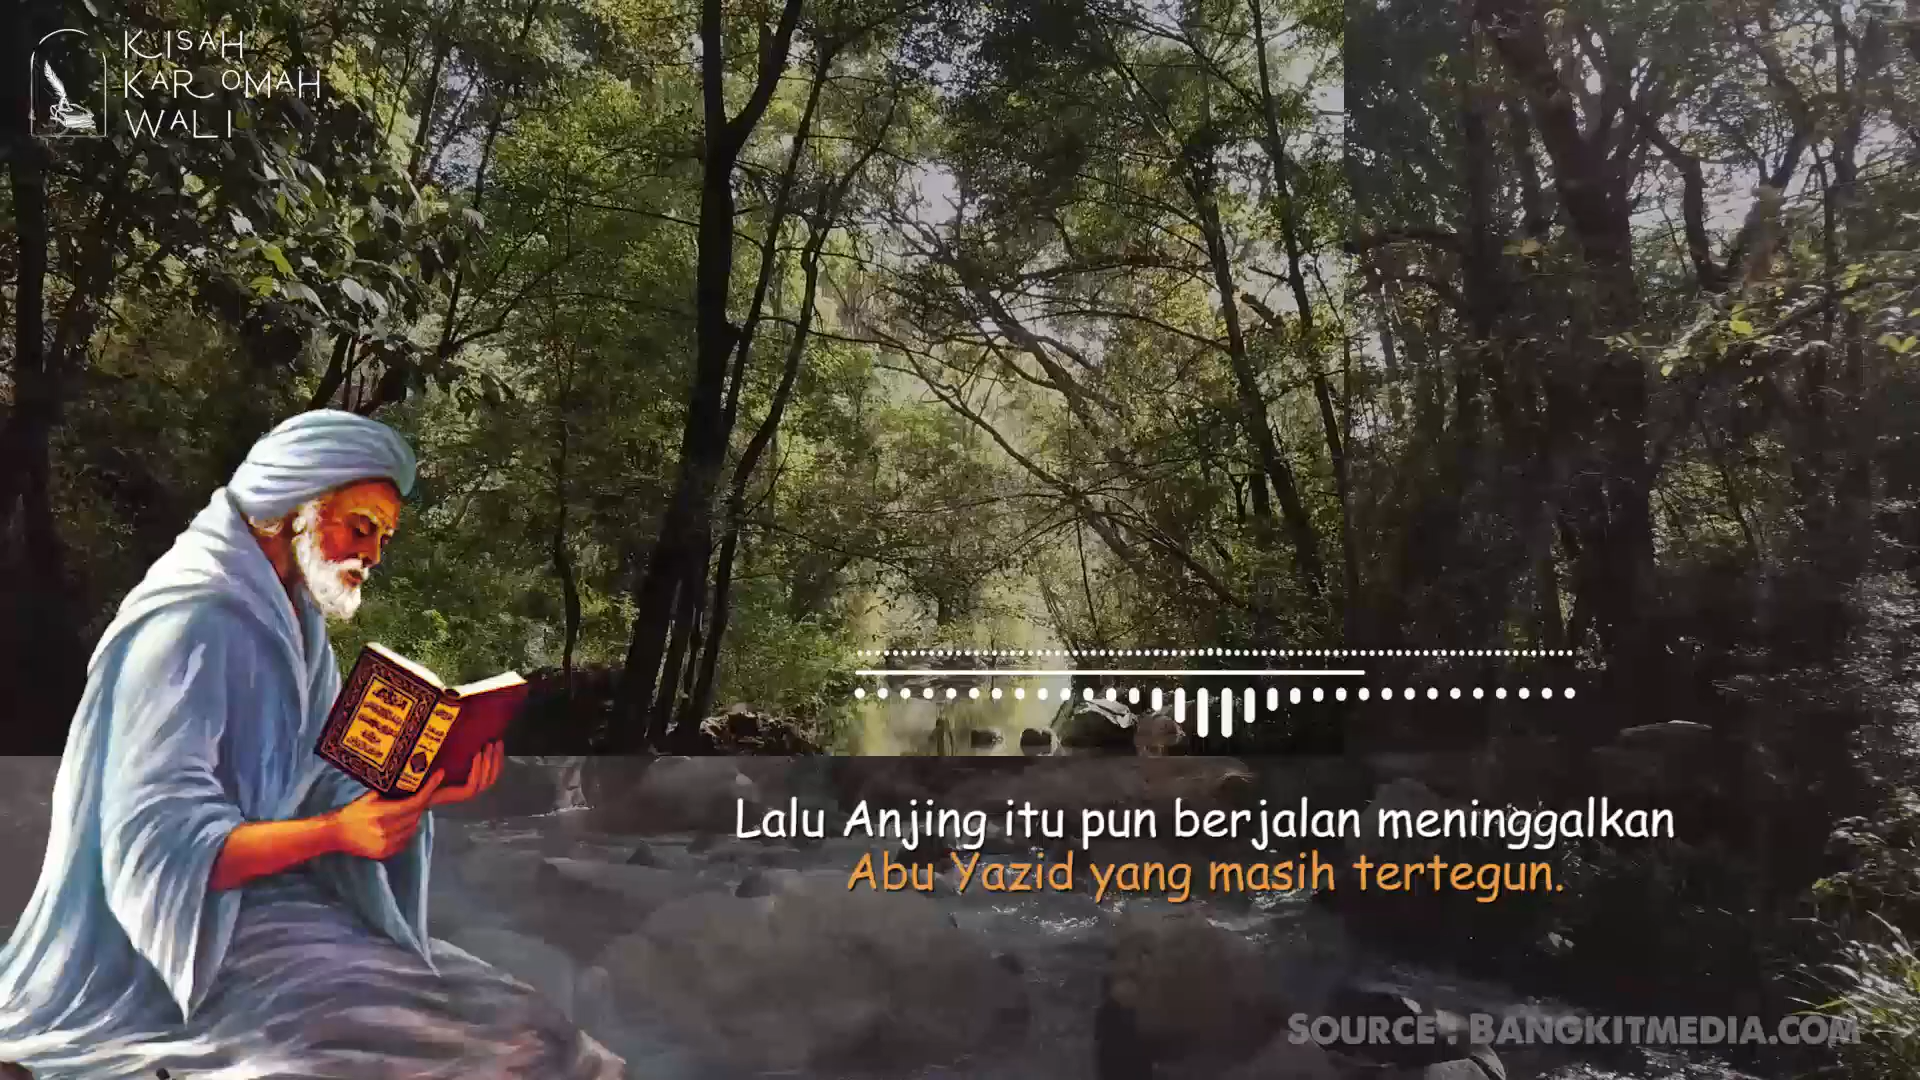 KISAH
KAROMAH
WALI
Lalu Anjing itu pun berjalan meninggalkan
Abu Yazid yang masih tertegun.
SOURCE : BANGKITMEDIA.COM